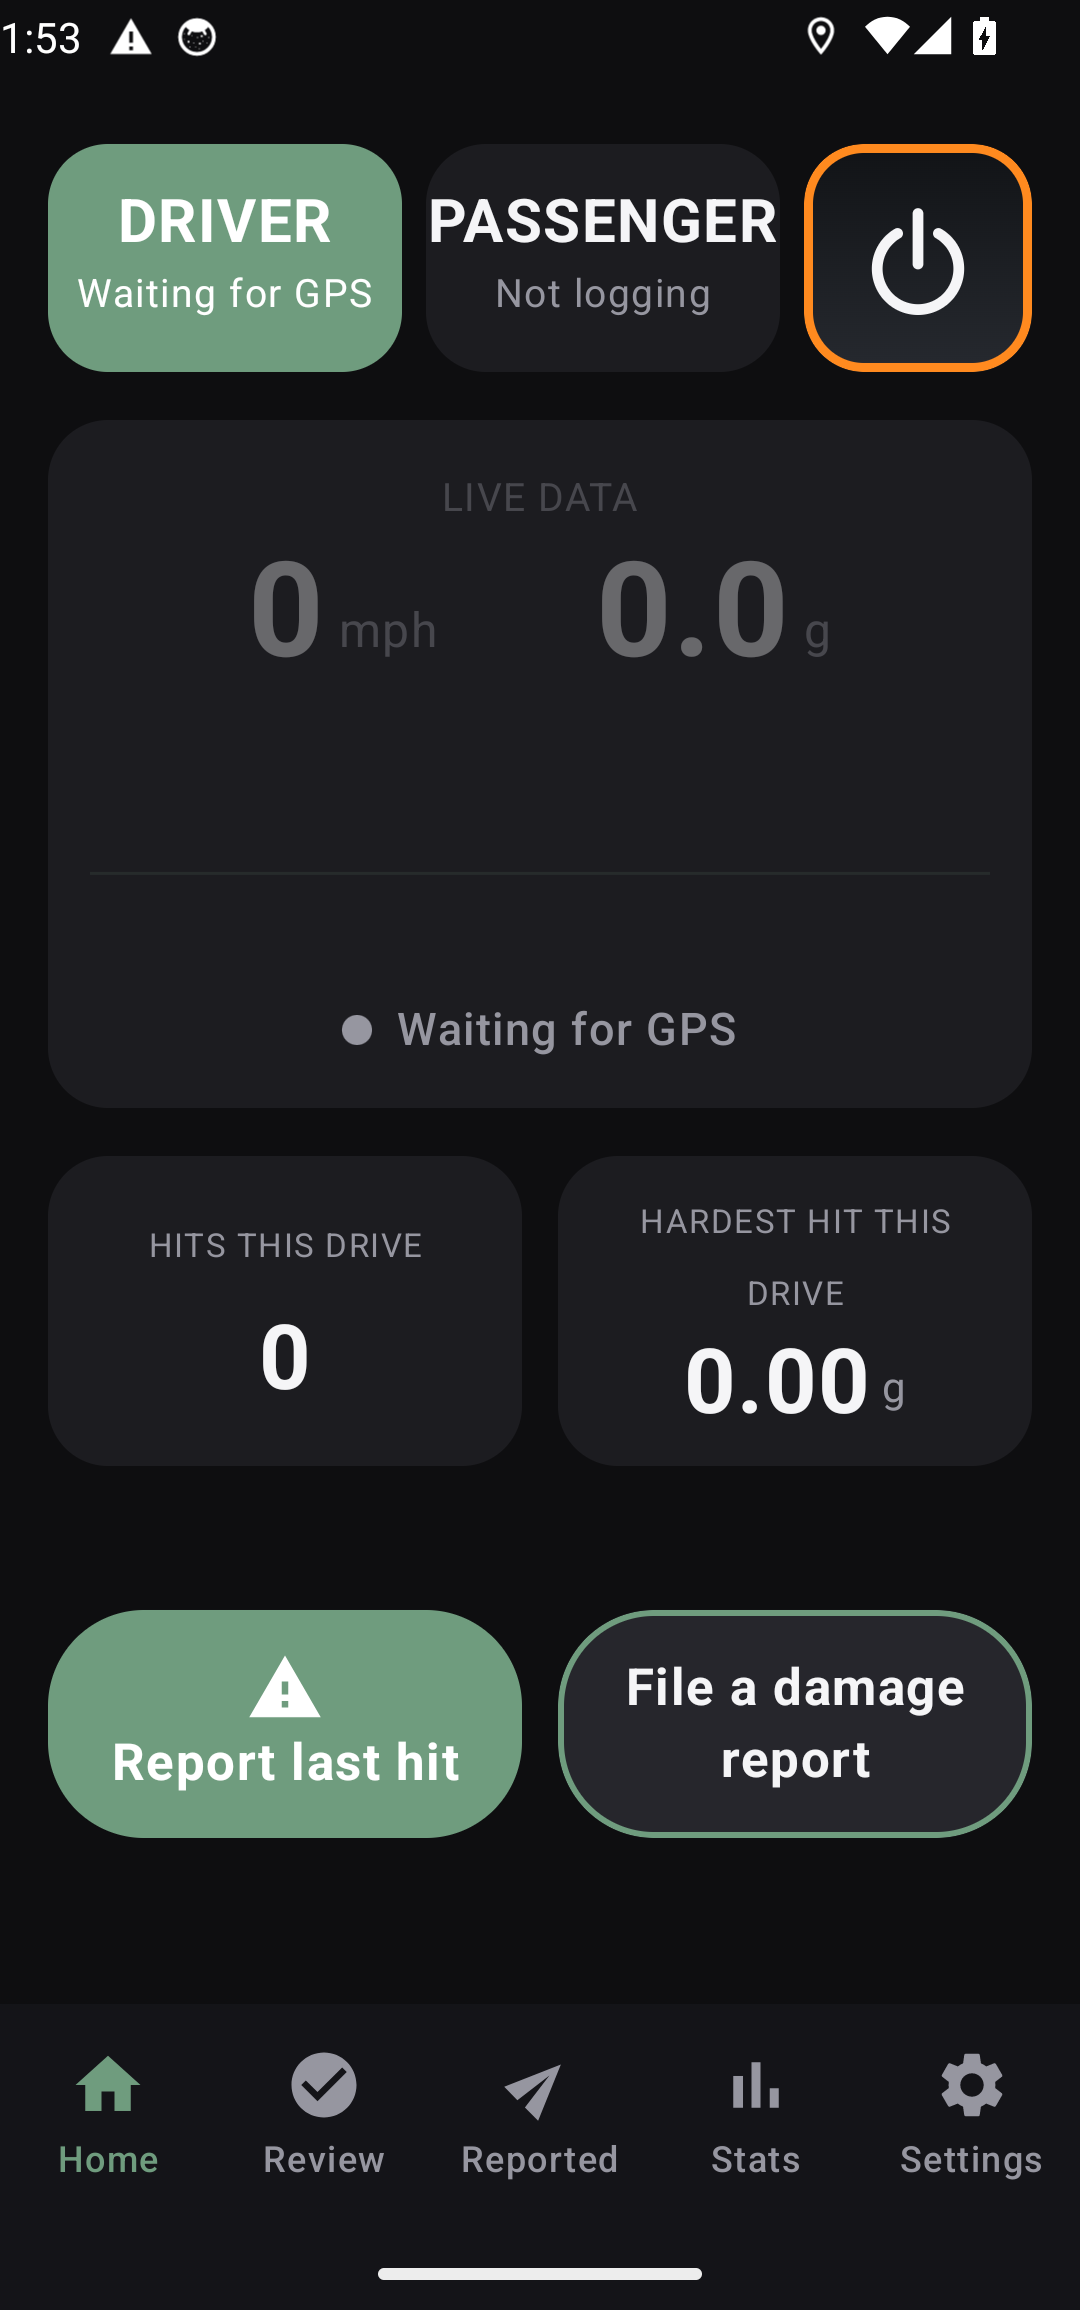 1:53
DRIVER
Waiting for GPS
PASSENGER
Not logging
LIVE DATA
0 mph
0.0 g
Waiting for GPS
HITS THIS DRIVE
0
HARDEST HIT THIS
DRIVE
0.00 g
Report last hit
File a damage
report
Home
Review
Reported
Stats
Settings